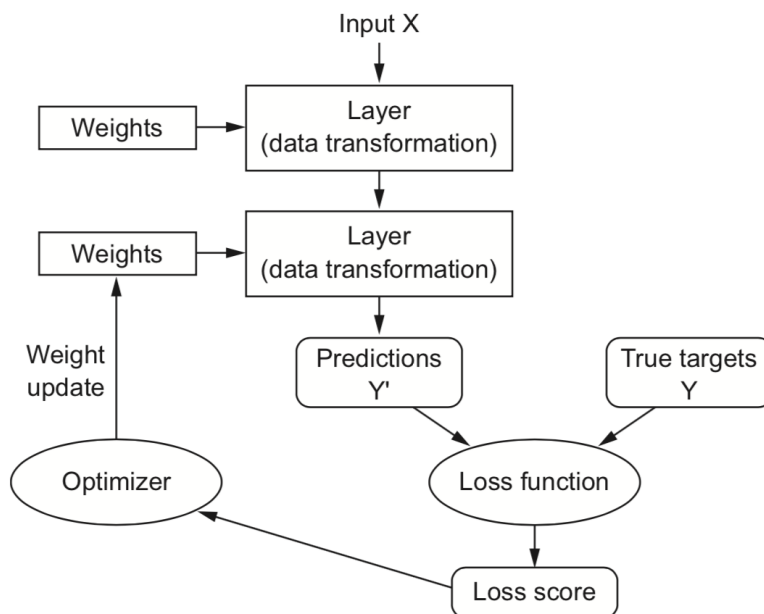 Input X
Layer
(data transformation)
Weights
Layer
(data transformation)
Weights
Weight
update
Predictions
Y'
True targets
Y
Optimizer
Loss function
Loss score